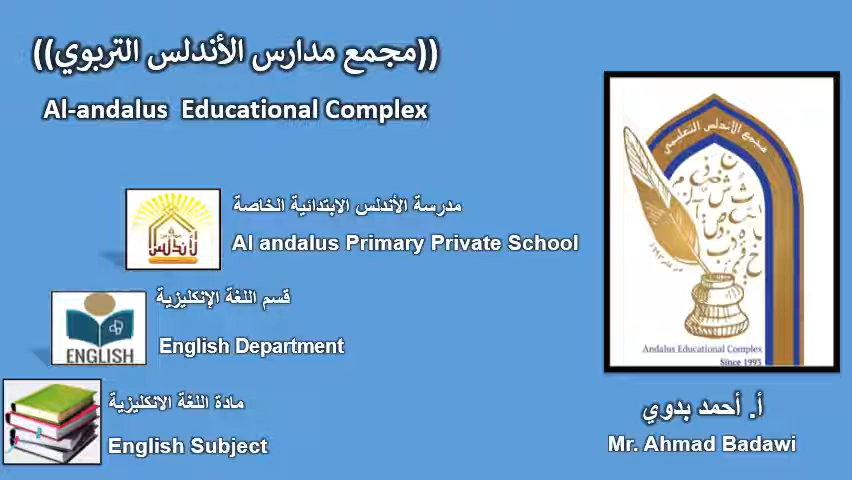 ((مجمع مدارس الأندلس التربوي))
Al-andalus Educational Complex
مدرسة الأندلس الابتدائية الخاصة
Al andalus Primary Private School
قسم اللغة الإنكليزية
ENGLISH
English Department
مادة اللغة الانكليزية
English Subject
مجمع الأندلس التعليمي
Andalus Educational Complex
Since 1993
أ. أحمد بدوي
Mr. Ahmad Badawi